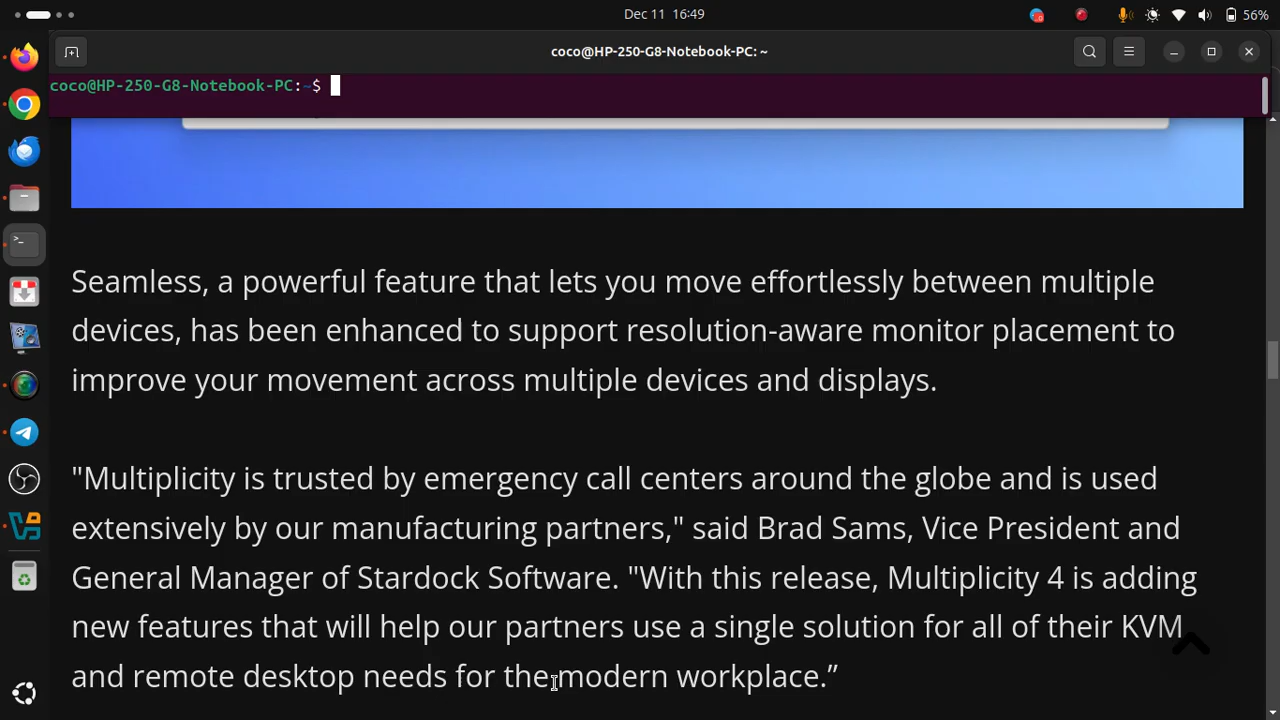 Dec 11 16:49
56%
coco@HP-250-G8-Notebook-PC: ~
coco@HP-250-G8-Notebook-PC:~$
Seamless, a powerful feature that lets you move effortlessly between multiple
devices, has been enhanced to support resolution-aware monitor placement to
improve your movement across multiple devices and displays.
"Multiplicity is trusted by emergency call centers around the globe and is used
extensively by our manufacturing partners," said Brad Sams, Vice President and
General Manager of Stardock Software. "With this release, Multiplicity 4 is adding
new features that will help our partners use a single solution for all of their KVM
and remote desktop needs for the modern workplace.”